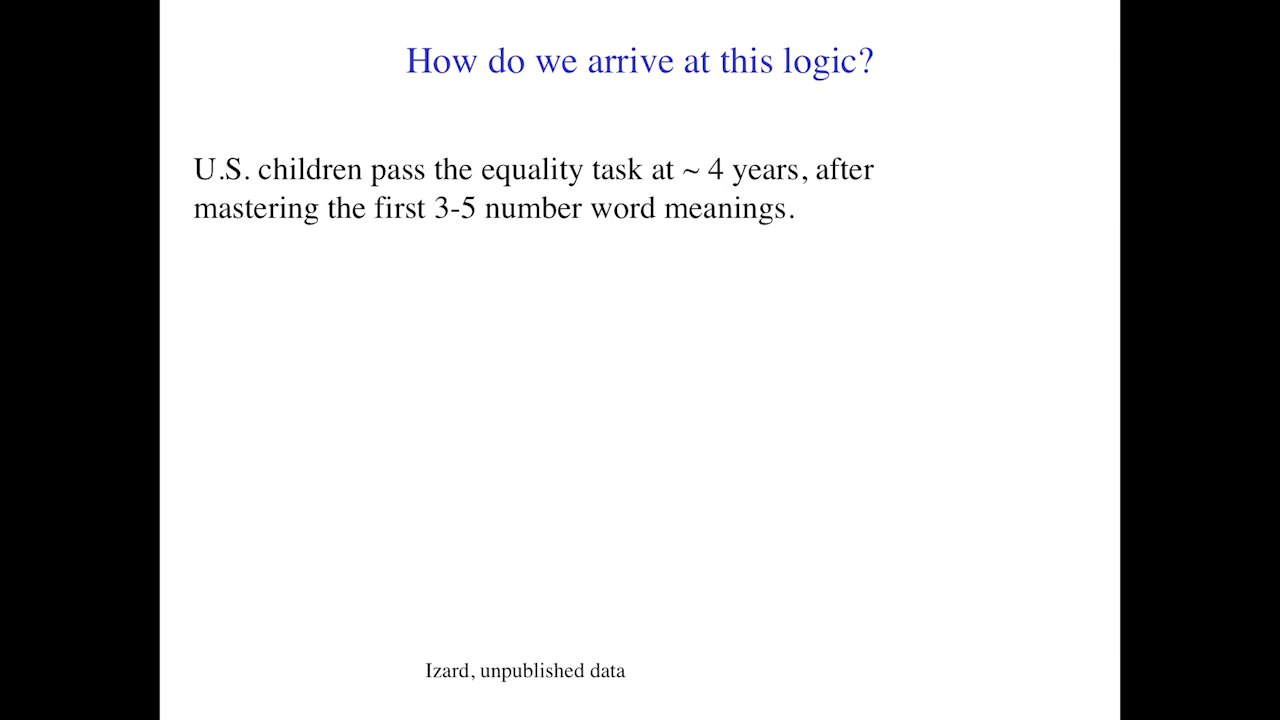 How do we arrive at this logic?
U.S. children pass the equality task at ~ 4 years, after
mastering the first 3-5 number word meanings.
Izard, unpublished data